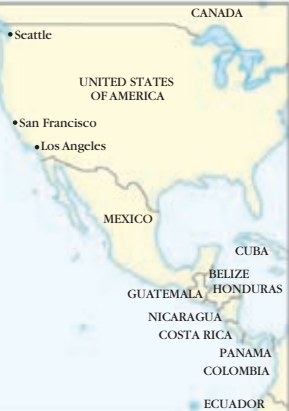 CANADA
Seattle
UNITED STATES
OF AMERICA
San Francisco
Los Angeles
MEXICO
CUBA
BELIZE
GUATEMALA
HONDURAS
NICARAGUA
COSTA RICA
PANAMA
COLOMBIA
ECUADOR